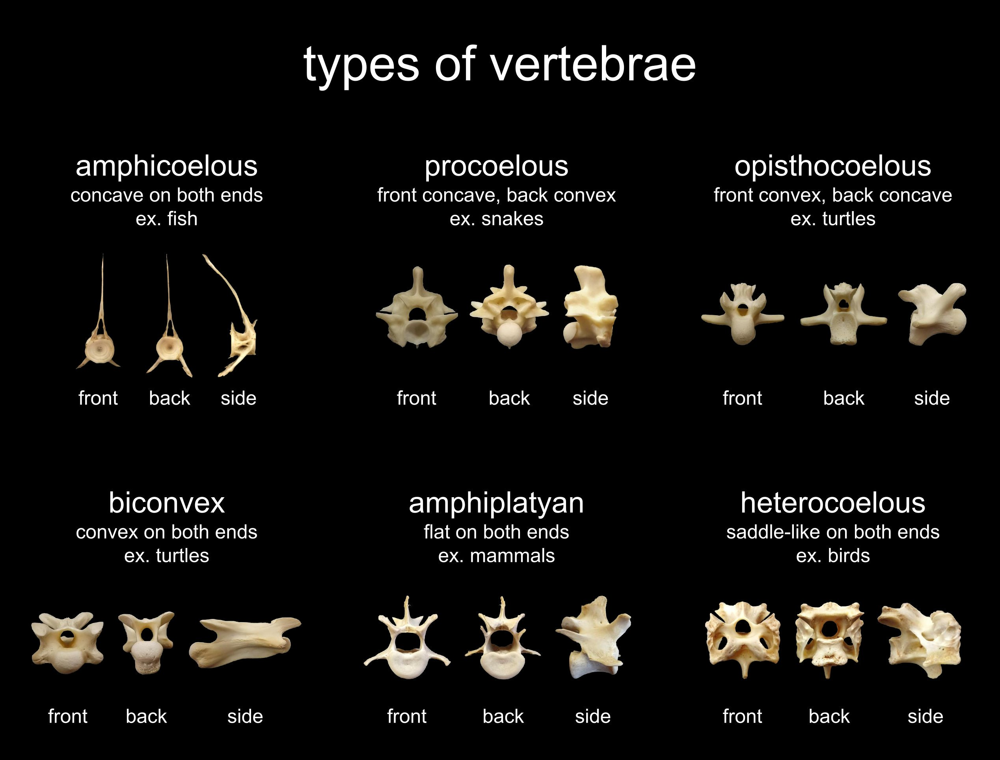 types of vertebrae
amphicoelous
concave on both ends
ex. fish
front back side
procoelous
front concave, back convex
ex. snakes
front back side
opisthocoelous
front convex, back concave
ex. turtles
front back side
biconvex
convex on both ends
ex. turtles
front back side
amphiplatyan
flat on both ends
ex. mammals
front back side
heterocoelous
saddle-like on both ends
ex. birds
front back side